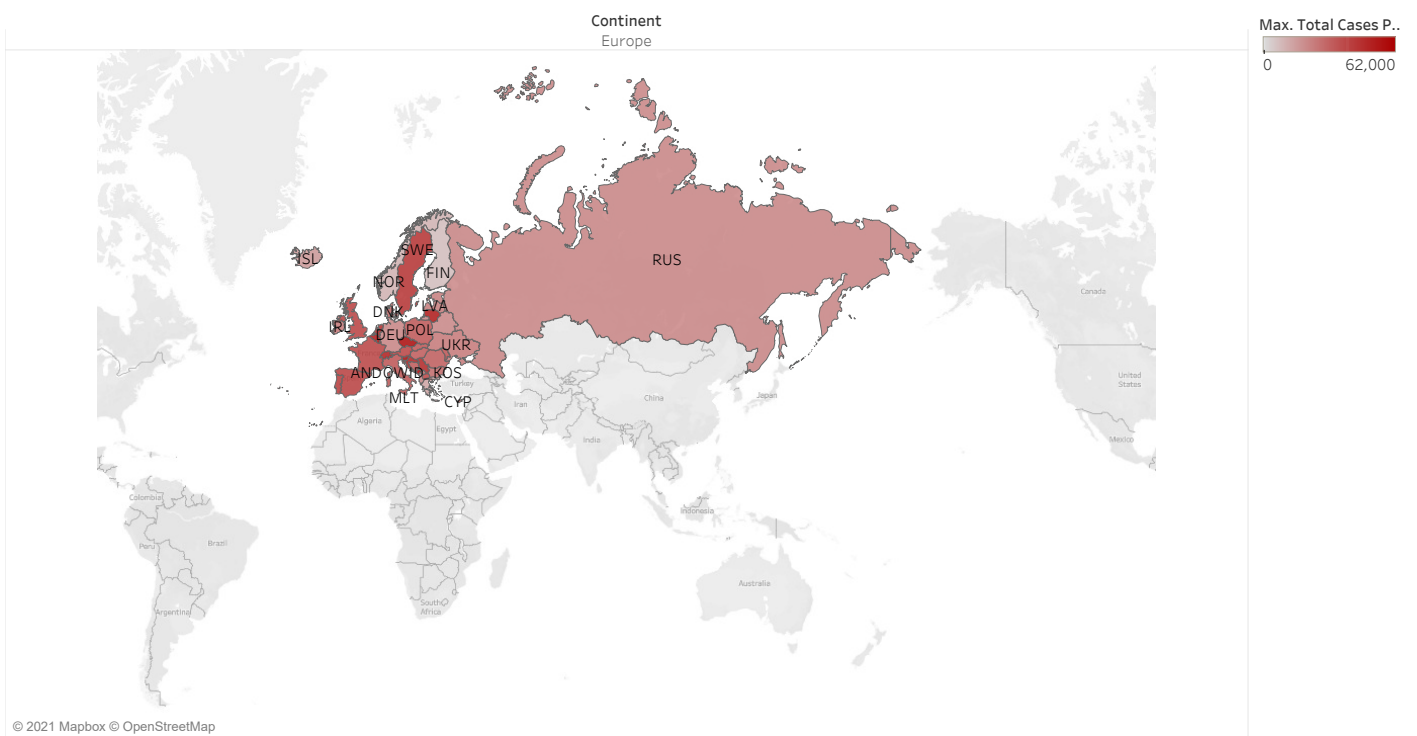 Continent
Europe
Max. Total Cases P..
0 62,000
SWE
ISL
RUS
FIN
NOR
Canada
LVA
DNK
IRL
POL
DEU
UKR
ANDOWID_KOS
Turkey
United
States
Japan
China
MLT
CYP
Iran
Algeria
Egypt
India
Mexico
Colombia
Indonesia
Peru
Brazil
Australia
South
Africa
Argentina
© 2021 Mapbox © OpenStreetMap